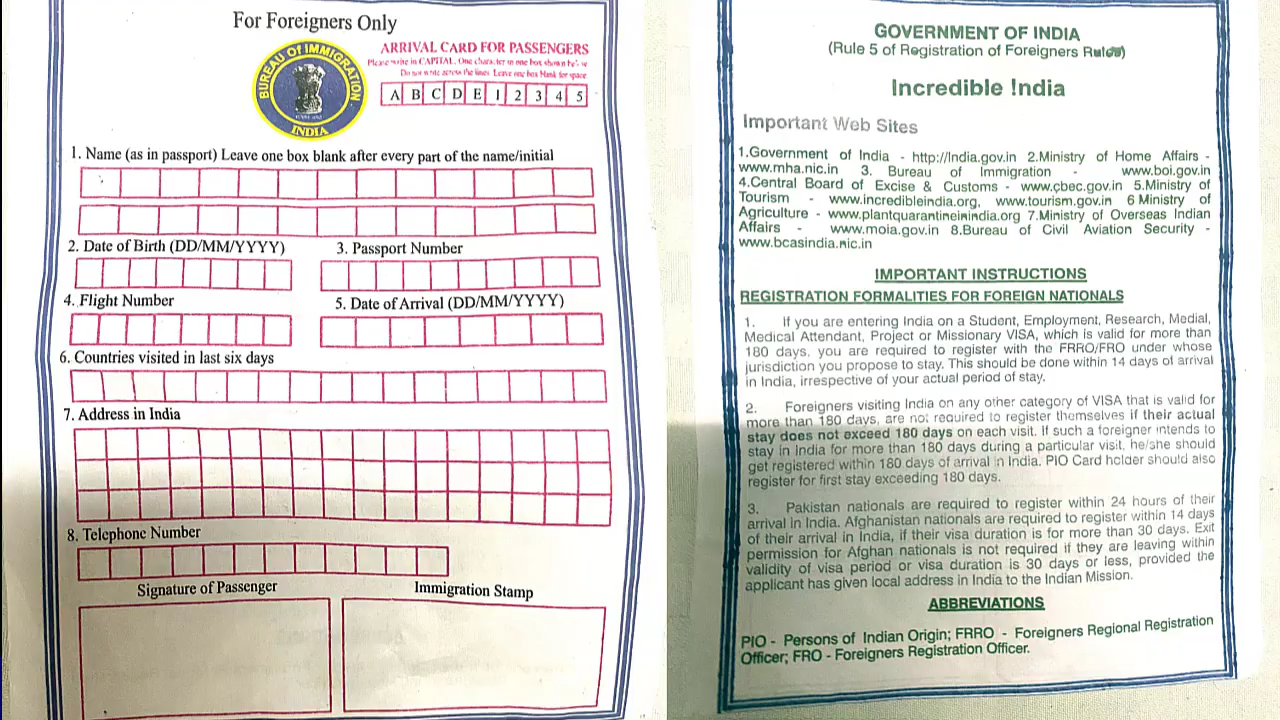 For Foreigners Only
BUREAU OF IMMIGRATION
INDIA
ARRIVAL CARD FOR PASSENGERS
Please write in CAPITAL. One character in one box shown below
Do not write across the lines. Leave one box blank for space
A B C D E 1 2 3 4 5
1. Name (as in passport) Leave one box blank after every part of the name/initial
2. Date of Birth (DD/MM/YYYY)
3. Passport Number
4. Flight Number
5. Date of Arrival (DD/MM/YYYY)
6. Countries visited in last six days
7. Address in India
8. Telephone Number
Signature of Passenger
Immigration Stamp
GOVERNMENT OF INDIA
(Rule 5 of Registration of Foreigners Rules)
Incredible !ndia
Important Web Sites
1.Government of India - http://India.gov.in 2.Ministry of Home Affairs -
www.mha.nic.in 3. Bureau of Immigration - www.boi.gov.in
4.Central Board of Excise & Customs - www.cbec.gov.in 5.Ministry of
Tourism - www.incredibleindia.org, www.tourism.gov.in 6 Ministry of
Agriculture - www.plantquarantineinindia.org 7.Ministry of Overseas Indian
Affairs - www.moia.gov.in 8.Bureau of Civil Aviation Security -
www.bcasindia.nic.in
IMPORTANT INSTRUCTIONS
REGISTRATION FORMALITIES FOR FOREIGN NATIONALS
1. If you are entering India on a Student, Employment, Research, Medial,
Medical Attendant, Project or Missionary VISA, which is valid for more than
180 days, you are required to register with the FRRO/FRO under whose
jurisdiction you propose to stay. This should be done within 14 days of arrival
in India, irrespective of your actual period of stay.
2. Foreigners visiting India on any other category of VISA that is valid for
more than 180 days, are not required to register themselves if their actual
stay does not exceed 180 days on each visit. If such a foreigner intends to
stay in India for more than 180 days during a particular visit, he/she should
get registered within 180 days of arrival in India. PIO Card holder should also
register for first stay exceeding 180 days.
3. Pakistan nationals are required to register within 24 hours of their
arrival in India. Afghanistan nationals are required to register within 14 days
of their arrival in India, if their visa duration is for more than 30 days. Exit
permission for Afghan nationals is not required if they are leaving within
validity of visa period or visa duration is 30 days or less, provided the
applicant has given local address in India to the Indian Mission.
ABBREVIATIONS
PIO - Persons of Indian Origin; FRRO - Foreigners Regional Registration
Officer; FRO - Foreigners Registration Officer.